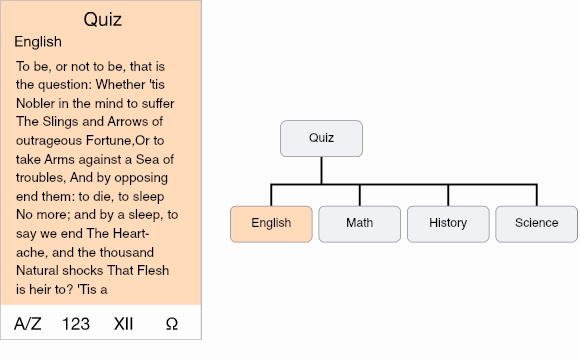 Quiz
English
To be, or not to be, that is
the question: Whether 'tis
Nobler in the mind to suffer
The Slings and Arrows of
outrageous Fortune,Or to
take Arms against a Sea of
troubles, And by opposing
end them: to die, to sleep
No more; and by a sleep, to
say we end The Heart-
ache, and the thousand
Natural shocks That Flesh
is heir to? 'Tis a
A/Z 123 XII Ω
Quiz
English Math History Science